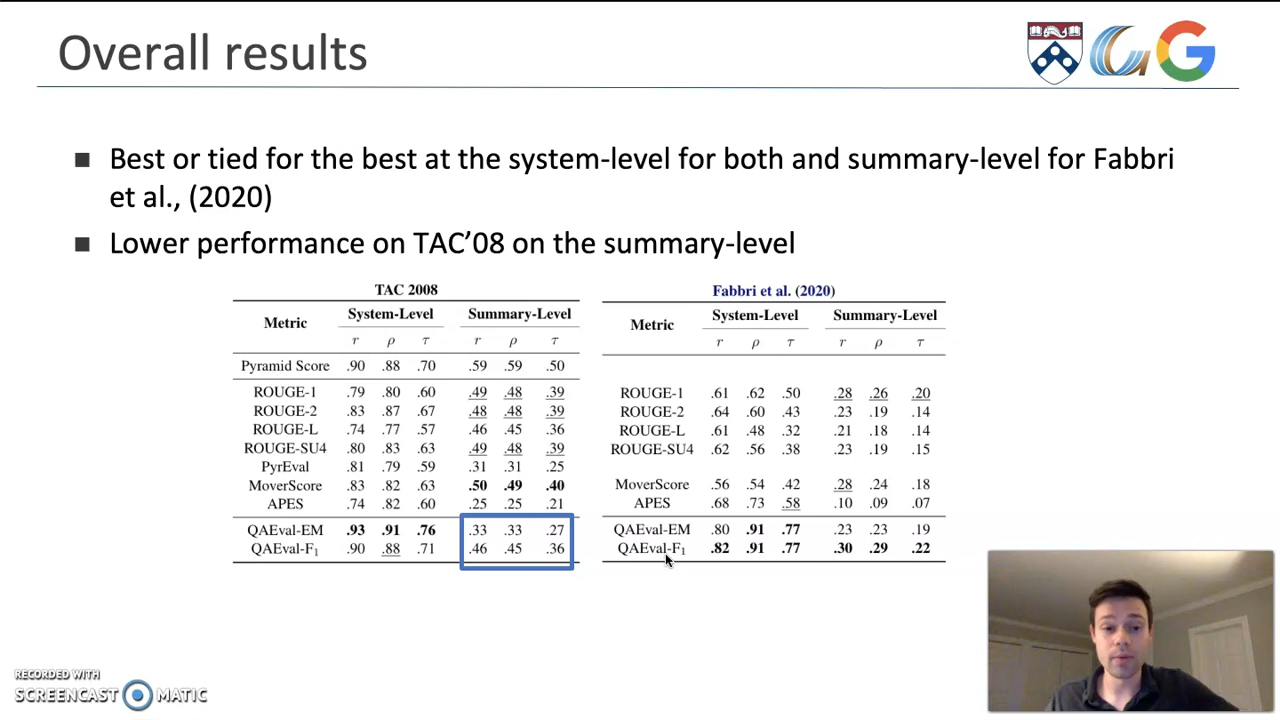 Overall results
■ Best or tied for the best at the system-level for both and summary-level for Fabbri
et al., (2020)
■ Lower performance on TAC’08 on the summary-level
TAC 2008
Metric System-Level Summary-Level
r ρ τ r ρ τ
Pyramid Score .90 .88 .70 .59 .59 .50
ROUGE-1 .79 .80 .60 .49 .48 .39
ROUGE-2 .83 .87 .67 .48 .48 .39
ROUGE-L .74 .77 .57 .46 .45 .36
ROUGE-SU4 .80 .83 .63 .49 .48 .39
PyrEval .81 .79 .59 .31 .31 .25
MoverScore .83 .82 .63 .50 .49 .40
APES .74 .82 .60 .25 .25 .21
QAEval-EM .93 .91 .76 .33 .33 .27
QAEval-F₁ .90 .88 .71 .46 .45 .36
Fabbri et al. (2020)
Metric System-Level Summary-Level
r ρ τ r ρ τ
ROUGE-1 .61 .62 .50 .28 .26 .20
ROUGE-2 .64 .60 .43 .23 .19 .14
ROUGE-L .61 .48 .32 .21 .18 .14
ROUGE-SU4 .62 .56 .38 .23 .19 .15
MoverScore .56 .54 .42 .28 .24 .18
APES .68 .73 .58 .10 .09 .07
QAEval-EM .80 .91 .77 .23 .23 .19
QAEval-F₁ .82 .91 .77 .30 .29 .22
RECORDED WITH
SCREENCAST MATIC